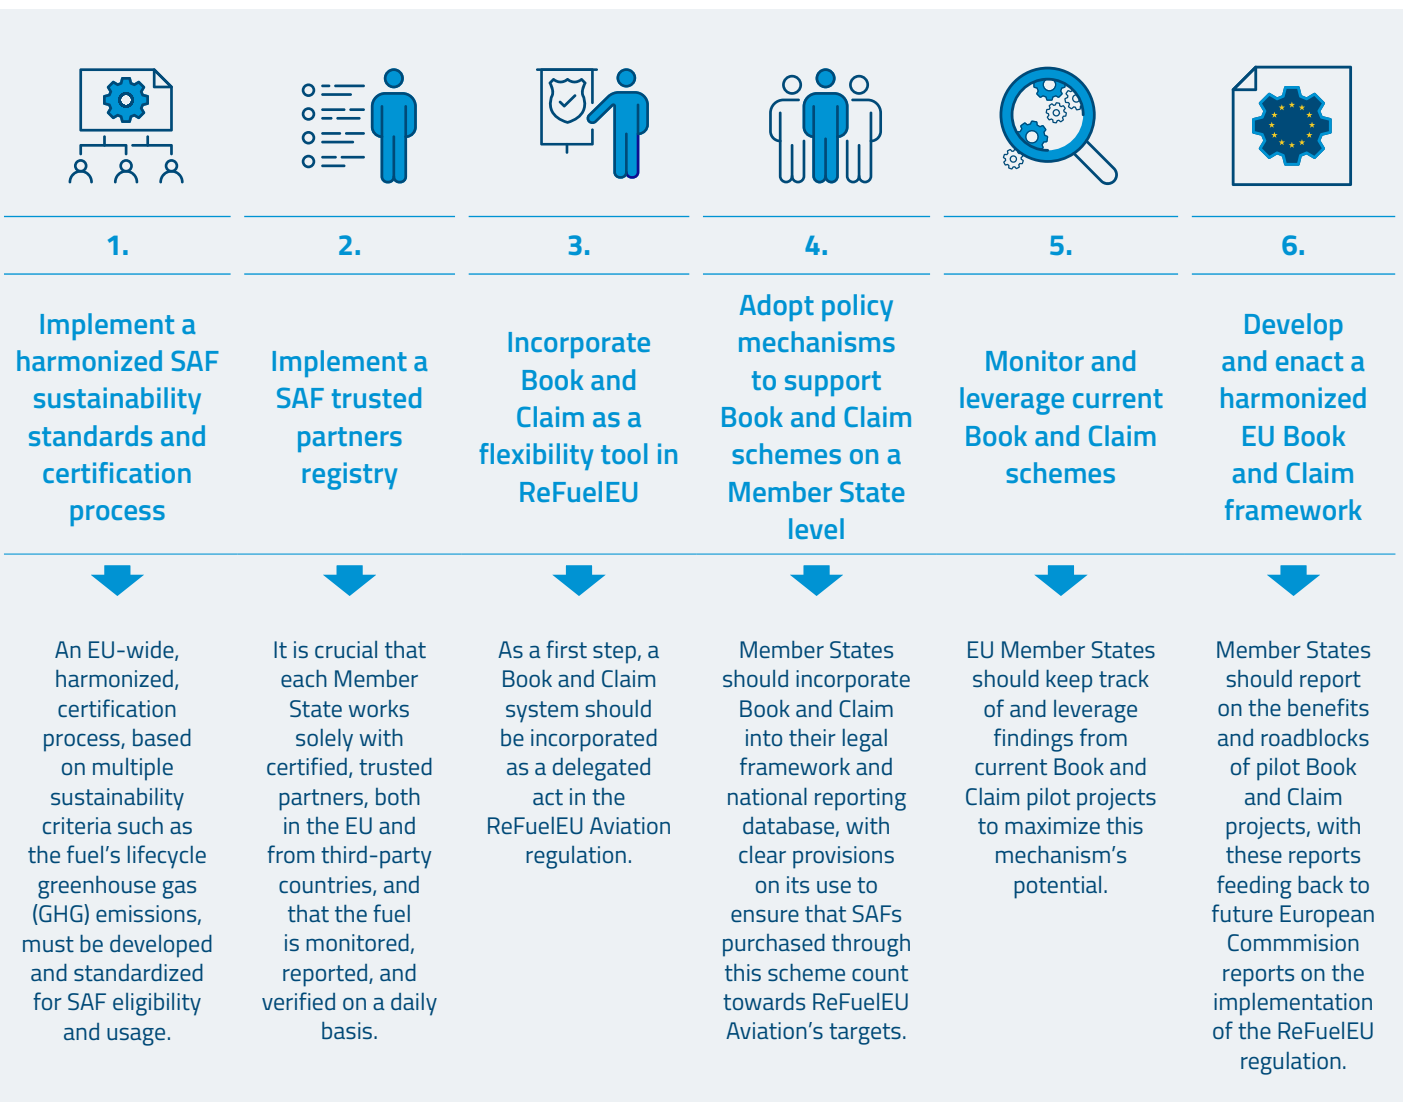 1.
Implement a
harmonized SAF
sustainability
standards and
certification
process
An EU-wide,
harmonized,
certification
process, based
on multiple
sustainability
criteria such as
the fuel's lifecycle
greenhouse gas
(GHG) emissions,
must be developed
and standardized
for SAF eligibility
and usage.
2.
Implement a
SAF trusted
partners
registry
It is crucial that
each Member
State works
solely with
certified, trusted
partners, both
in the EU and
from third-party
countries, and
that the fuel
is monitored,
reported, and
verified on a daily
basis.
3.
Incorporate
Book and
Claim as a
flexibility tool in
ReFuelEU
As a first step, a
Book and Claim
system should
be incorporated
as a delegated
act in the
ReFuelEU Aviation
regulation.
4.
Adopt policy
mechanisms
to support
Book and Claim
schemes on a
Member State
level
Member States
should incorporate
Book and Claim
into their legal
framework and
national reporting
database, with
clear provisions
on its use to
ensure that SAFs
purchased through
this scheme count
towards ReFuelEU
Aviation's targets.
5.
Monitor and
leverage current
Book and Claim
schemes
EU Member States
should keep track
of and leverage
findings from
current Book and
Claim pilot projects
to maximize this
mechanism's
potential.
6.
Develop
and enact a
harmonized
EU Book
and Claim
framework
Member States
should report
on the benefits
and roadblocks
of pilot Book
and Claim
projects, with
these reports
feeding back to
future European
Commmision
reports on the
implementation
of the ReFuelEU
regulation.